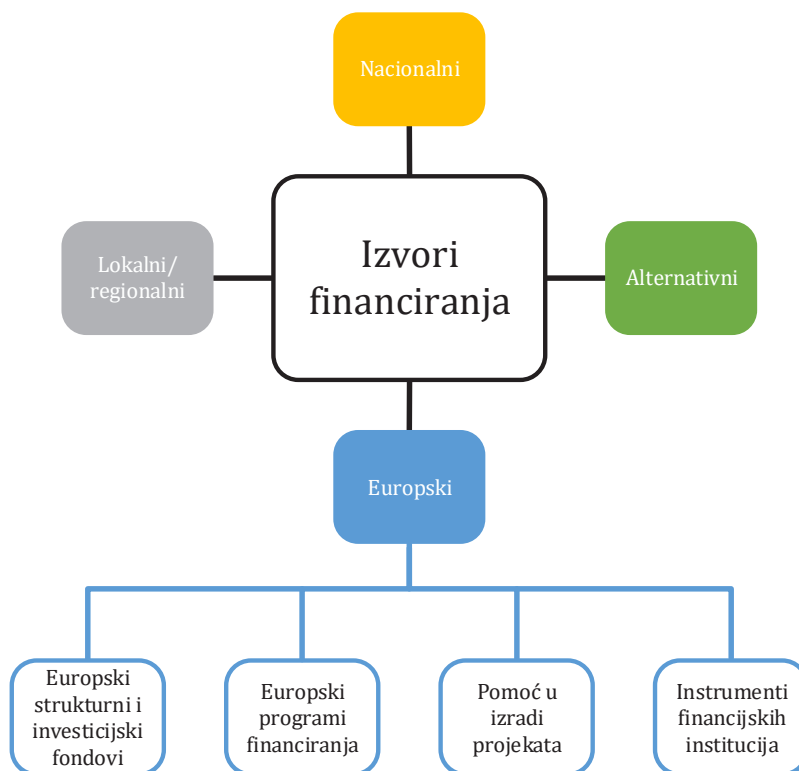 Nacionalni
Izvori
financiranja
Lokalni/
regionalni
Alternativni
Europski
Europski
strukturni i
investicijski
fondovi
Europski
programi
financiranja
Pomoć u
izradi
projekata
Instrumenti
financijskih
institucija